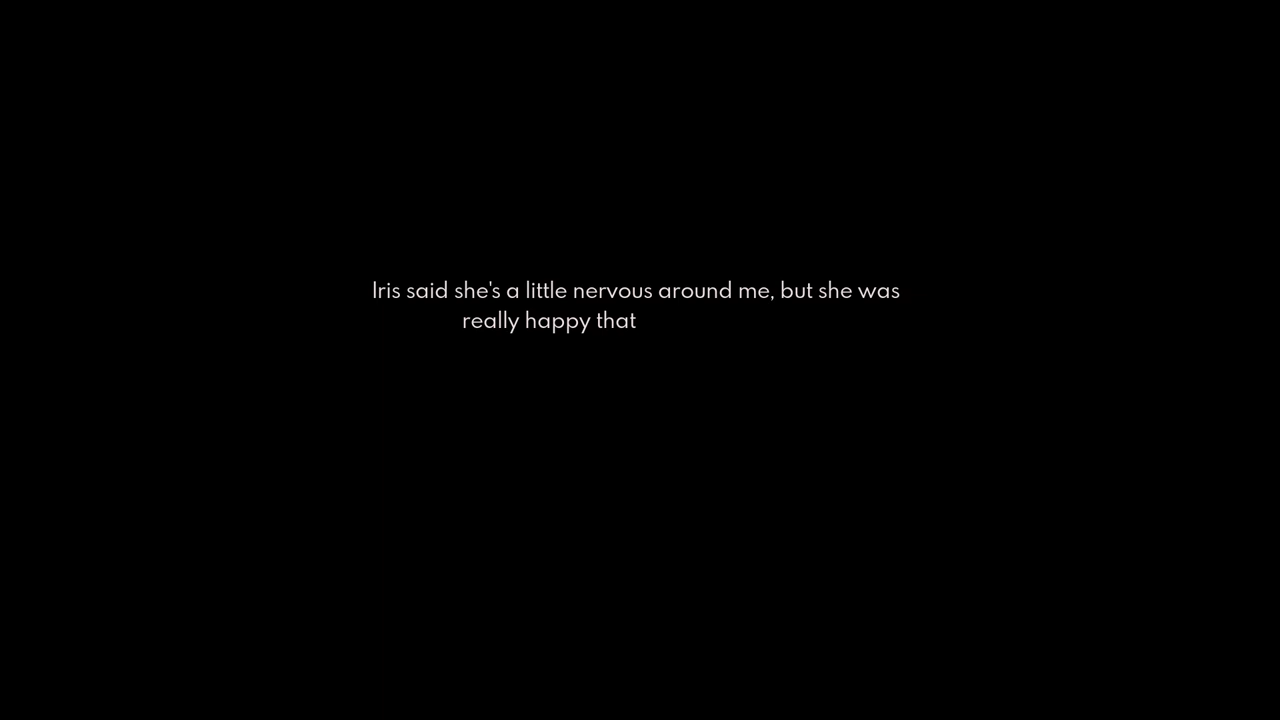 Iris said she's a little nervous around me, but she was
really happy that